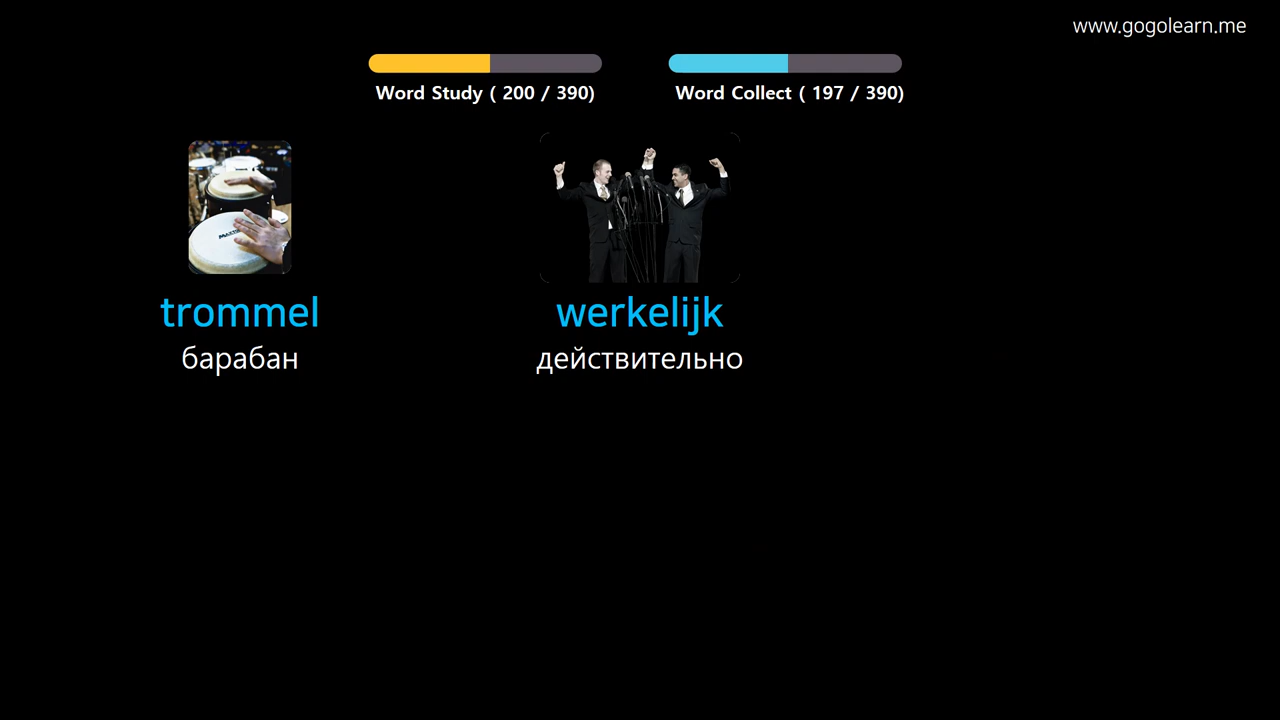 www.gogolearn.me
Word Study ( 200 / 390)
Word Collect ( 197 / 390)
trommel
werkelijk
барабан
действительно